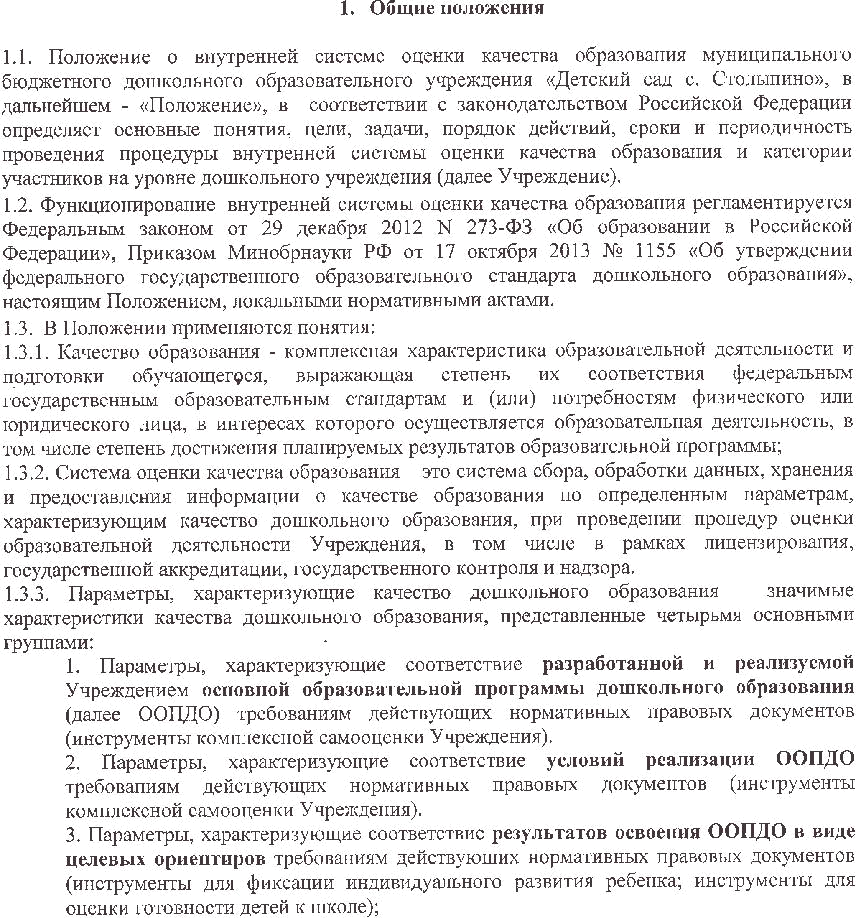 1. Общие положения
1.1. Положение о внутренней системе оценки качества образования муниципального
бюджетного дошкольного образовательного учреждения «Детский сад с. Столыпино», в
дальнейшем - «Положение», в соответствии с законодательством Российской Федерации
определяет основные понятия, цели, задачи, порядок действий, сроки и периодичность
проведения процедуры внутренней системы оценки качества образования и категории
участников на уровне дошкольного учреждения (далее Учреждение).
1.2. Функционирование внутренней системы оценки качества образования регламентируется
Федеральным законом от 29 декабря 2012 N 273-ФЗ «Об образовании в Российской
Федерации», Приказом Минобрнауки РФ от 17 октября 2013 № 1155 «Об утверждении
федерального государственного образовательного стандарта дошкольного образования»,
настоящим Положением, локальными нормативными актами.
1.3. В Положении применяются понятия:
1.3.1. Качество образования - комплексная характеристика образовательной деятельности и
подготовки обучающегося, выражающая степень их соответствия федеральным
государственным образовательным стандартам и (или) потребностям физического или
юридического лица, в интересах которого осуществляется образовательная деятельность, в
том числе степень достижения планируемых результатов образовательной программы;
1.3.2. Система оценки качества образования это система сбора, обработки данных, хранения
и предоставления информации о качестве образования по определенным параметрам,
характеризующим качество дошкольного образования, при проведении процедур оценки
образовательной деятельности Учреждения, в том числе в рамках лицензирования,
государственной аккредитации, государственного контроля и надзора.
1.3.3. Параметры, характеризующие качество дошкольного образования значимые
характеристики качества дошкольного образования, представленные четырьмя основными
группами:
1. Параметры, характеризующие соответствие разработанной и реализуемой
Учреждением основной образовательной программы дошкольного образования
(далее ООПДО) требованиям действующих нормативных правовых документов
(инструменты комплексной самооценки Учреждения).
2. Параметры, характеризующие соответствие условий реализации ООПДО
требованиям действующих нормативных правовых документов (инструменты
комплексной самооценки Учреждения).
3. Параметры, характеризующие соответствие результатов освоения ООПДО в виде
целевых ориентиров требованиям действующих нормативных правовых документов
(инструменты для фиксации индивидуального развития ребенка; инструменты для
оценки готовности детей к школе);